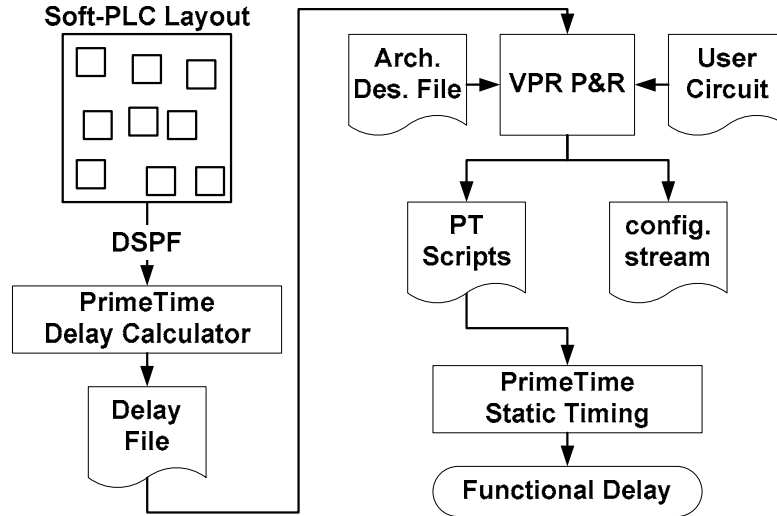 Soft-PLC Layout
DSPF
PrimeTime
Delay Calculator
Delay
File
Arch.
Des. File
VPR P&R
User
Circuit
PT
Scripts
config.
stream
PrimeTime
Static Timing
Functional Delay